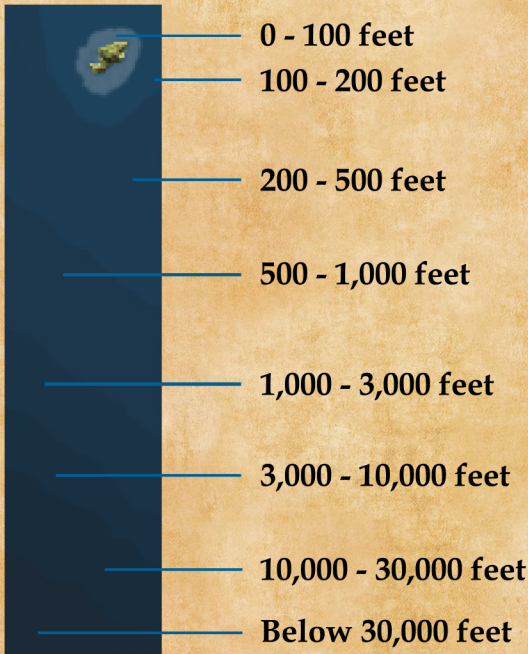 0 - 100 feet
100 - 200 feet
200 - 500 feet
500 - 1,000 feet
1,000 - 3,000 feet
3,000 - 10,000 feet
10,000 - 30,000 feet
Below 30,000 feet